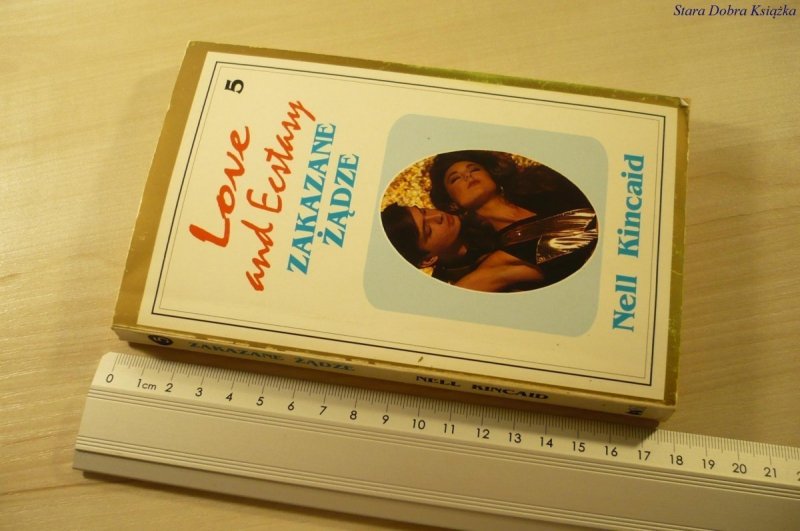 Stara Dobra Książka
5
Love
and Ecstasy
ZAKAZANE
ŻĄDZE
Nell Kincaid
5 ZAKAZANE ŻĄDZE NELL KINCAID
0 1cm 2 3 4 5 6 7 8 9 10 11 12 13 14 15 16 17 18 19 20 21